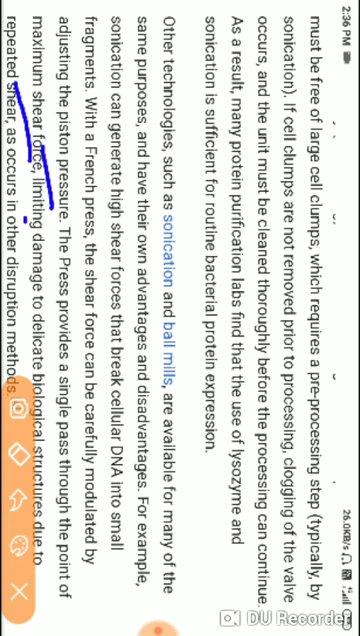 2:36 PM
26.0KB/s
must be free of large cell clumps, which requires a pre-processing step (typically, by
sonication). If cell clumps are not removed prior to processing, clogging of the valve
occurs, and the unit must be cleaned thoroughly before the processing can continue.
As a result, many protein purification labs find that the use of lysozyme and
sonication is sufficient for routine bacterial protein expression.
Other technologies, such as sonication and ball mills, are available for many of the
same purposes, and have their own advantages and disadvantages. For example,
sonication can generate high shear forces that break cellular DNA into small
fragments. With a French press, the shear force can be carefully modulated by
adjusting the piston pressure. The Press provides a single pass through the point of
maximum shear force, limiting damage to delicate biological structures due to
repeated shear, as occurs in other disruption methods.
DU Recorder